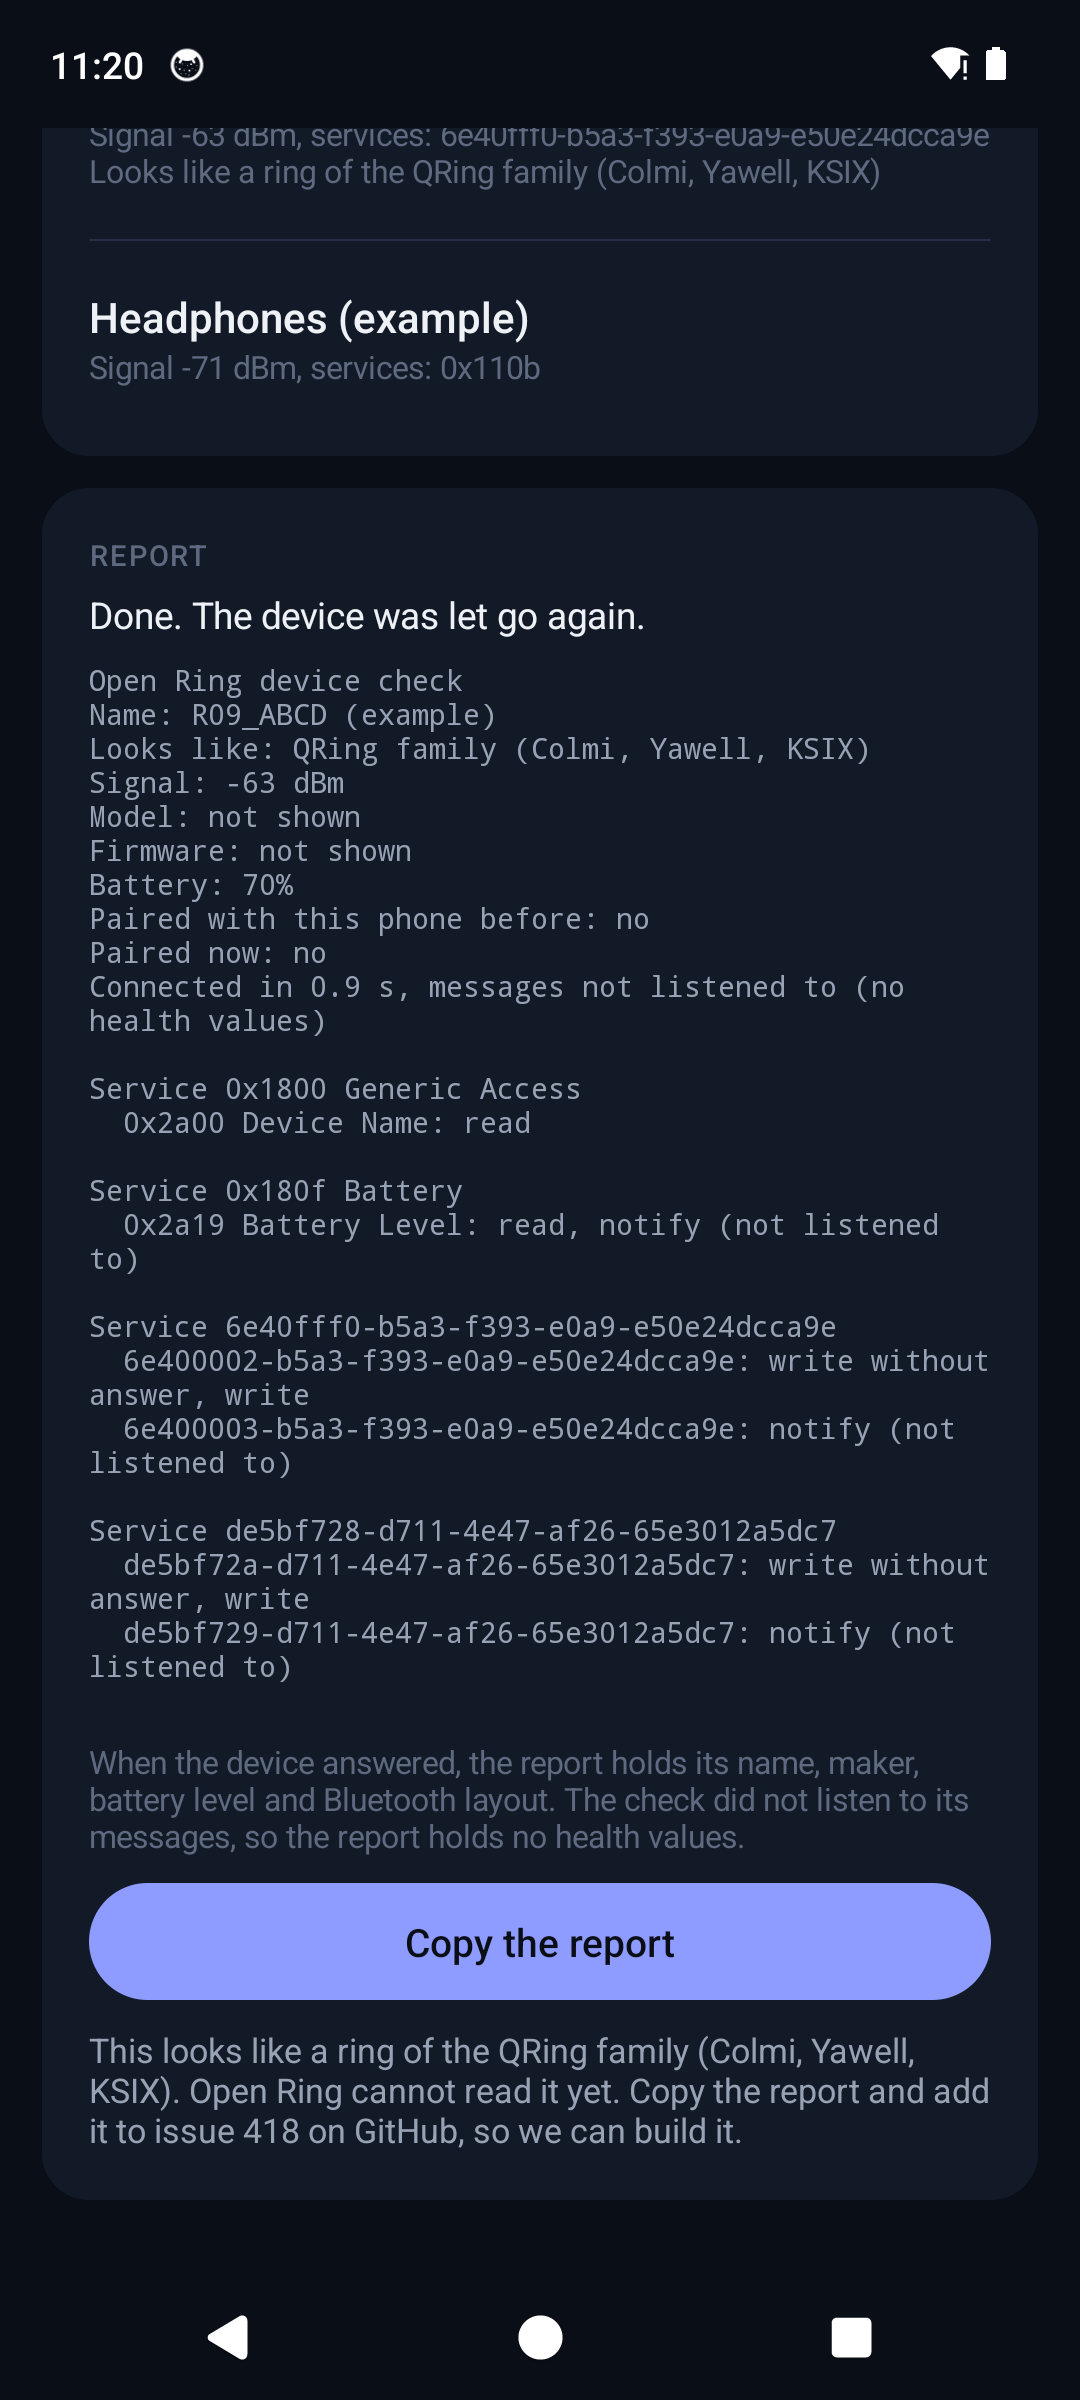 11:20
Signal -63 dBm, services: 6e40fff0-b5a3-f393-e0a9-e50e24dcca9e
Looks like a ring of the QRing family (Colmi, Yawell, KSIX)
Headphones (example)
Signal -71 dBm, services: 0x110b
REPORT
Done. The device was let go again.
Open Ring device check
Name: R09_ABCD (example)
Looks like: QRing family (Colmi, Yawell, KSIX)
Signal: -63 dBm
Model: not shown
Firmware: not shown
Battery: 70%
Paired with this phone before: no
Paired now: no
Connected in 0.9 s, messages not listened to (no
health values)
Service 0x1800 Generic Access
0x2a00 Device Name: read
Service 0x180f Battery
0x2a19 Battery Level: read, notify (not listened
to)
Service 6e40fff0-b5a3-f393-e0a9-e50e24dcca9e
6e400002-b5a3-f393-e0a9-e50e24dcca9e: write without
answer, write
6e400003-b5a3-f393-e0a9-e50e24dcca9e: notify (not
listened to)
Service de5bf728-d711-4e47-af26-65e3012a5dc7
de5bf72a-d711-4e47-af26-65e3012a5dc7: write without
answer, write
de5bf729-d711-4e47-af26-65e3012a5dc7: notify (not
listened to)
When the device answered, the report holds its name, maker,
battery level and Bluetooth layout. The check did not listen to its
messages, so the report holds no health values.
Copy the report
This looks like a ring of the QRing family (Colmi, Yawell,
KSIX). Open Ring cannot read it yet. Copy the report and add
it to issue 418 on GitHub, so we can build it.